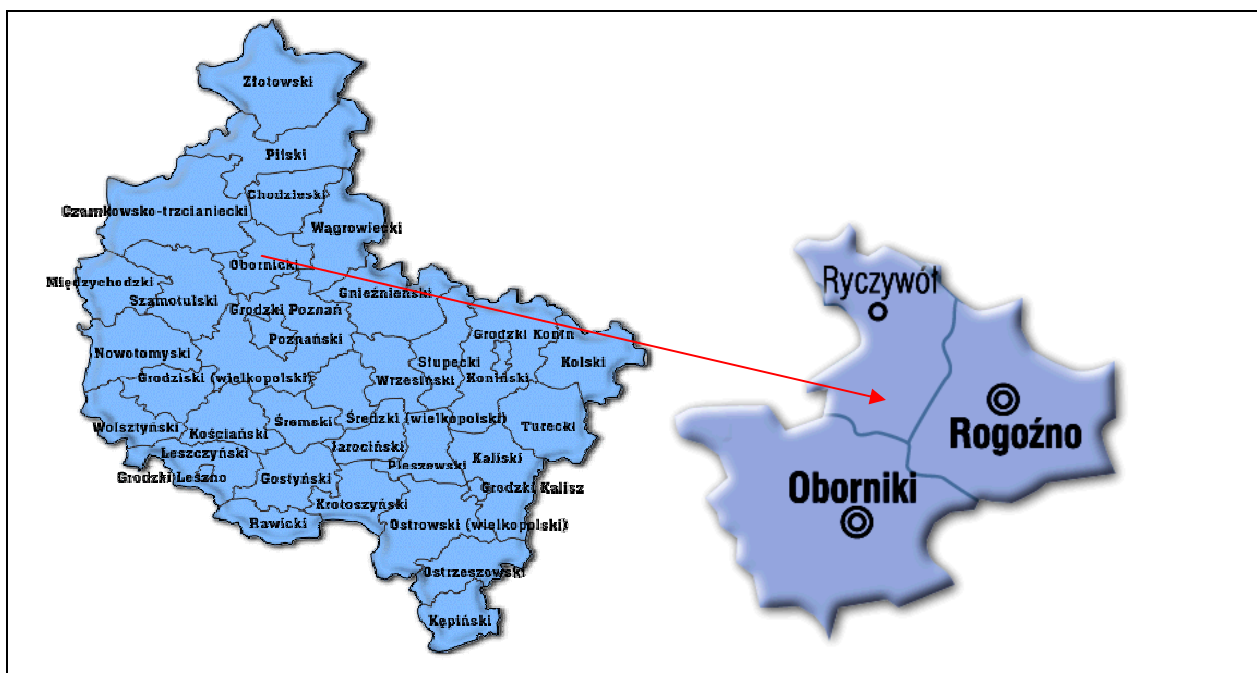 Złotowski
Pilski
Chodzieski
Czarnkowsko-trzcianecki
Wągrowiecki
Obornicki
Międzychodzki
Szamotulski
Gnieźnieński
Grodzki Poznań
Poznański
Grodzki Konin
Nowotomyski
Słupecki
Kolski
Grodziski (wielkopolski)
Wrzesiński
Koniński
Wolsztyński
Kościański
Śremski
Średzki (wielkopolski)
Turecki
Leszczyński
Jarociński
Pleszewski
Kaliski
Grodzki Leszno
Gostyński
Grodzki Kalisz
Krotoszyński
Rawicki
Ostrowski (wielkopolski)
Ostrzeszowski
Kępiński
Ryczywół
Rogoźno
Oborniki